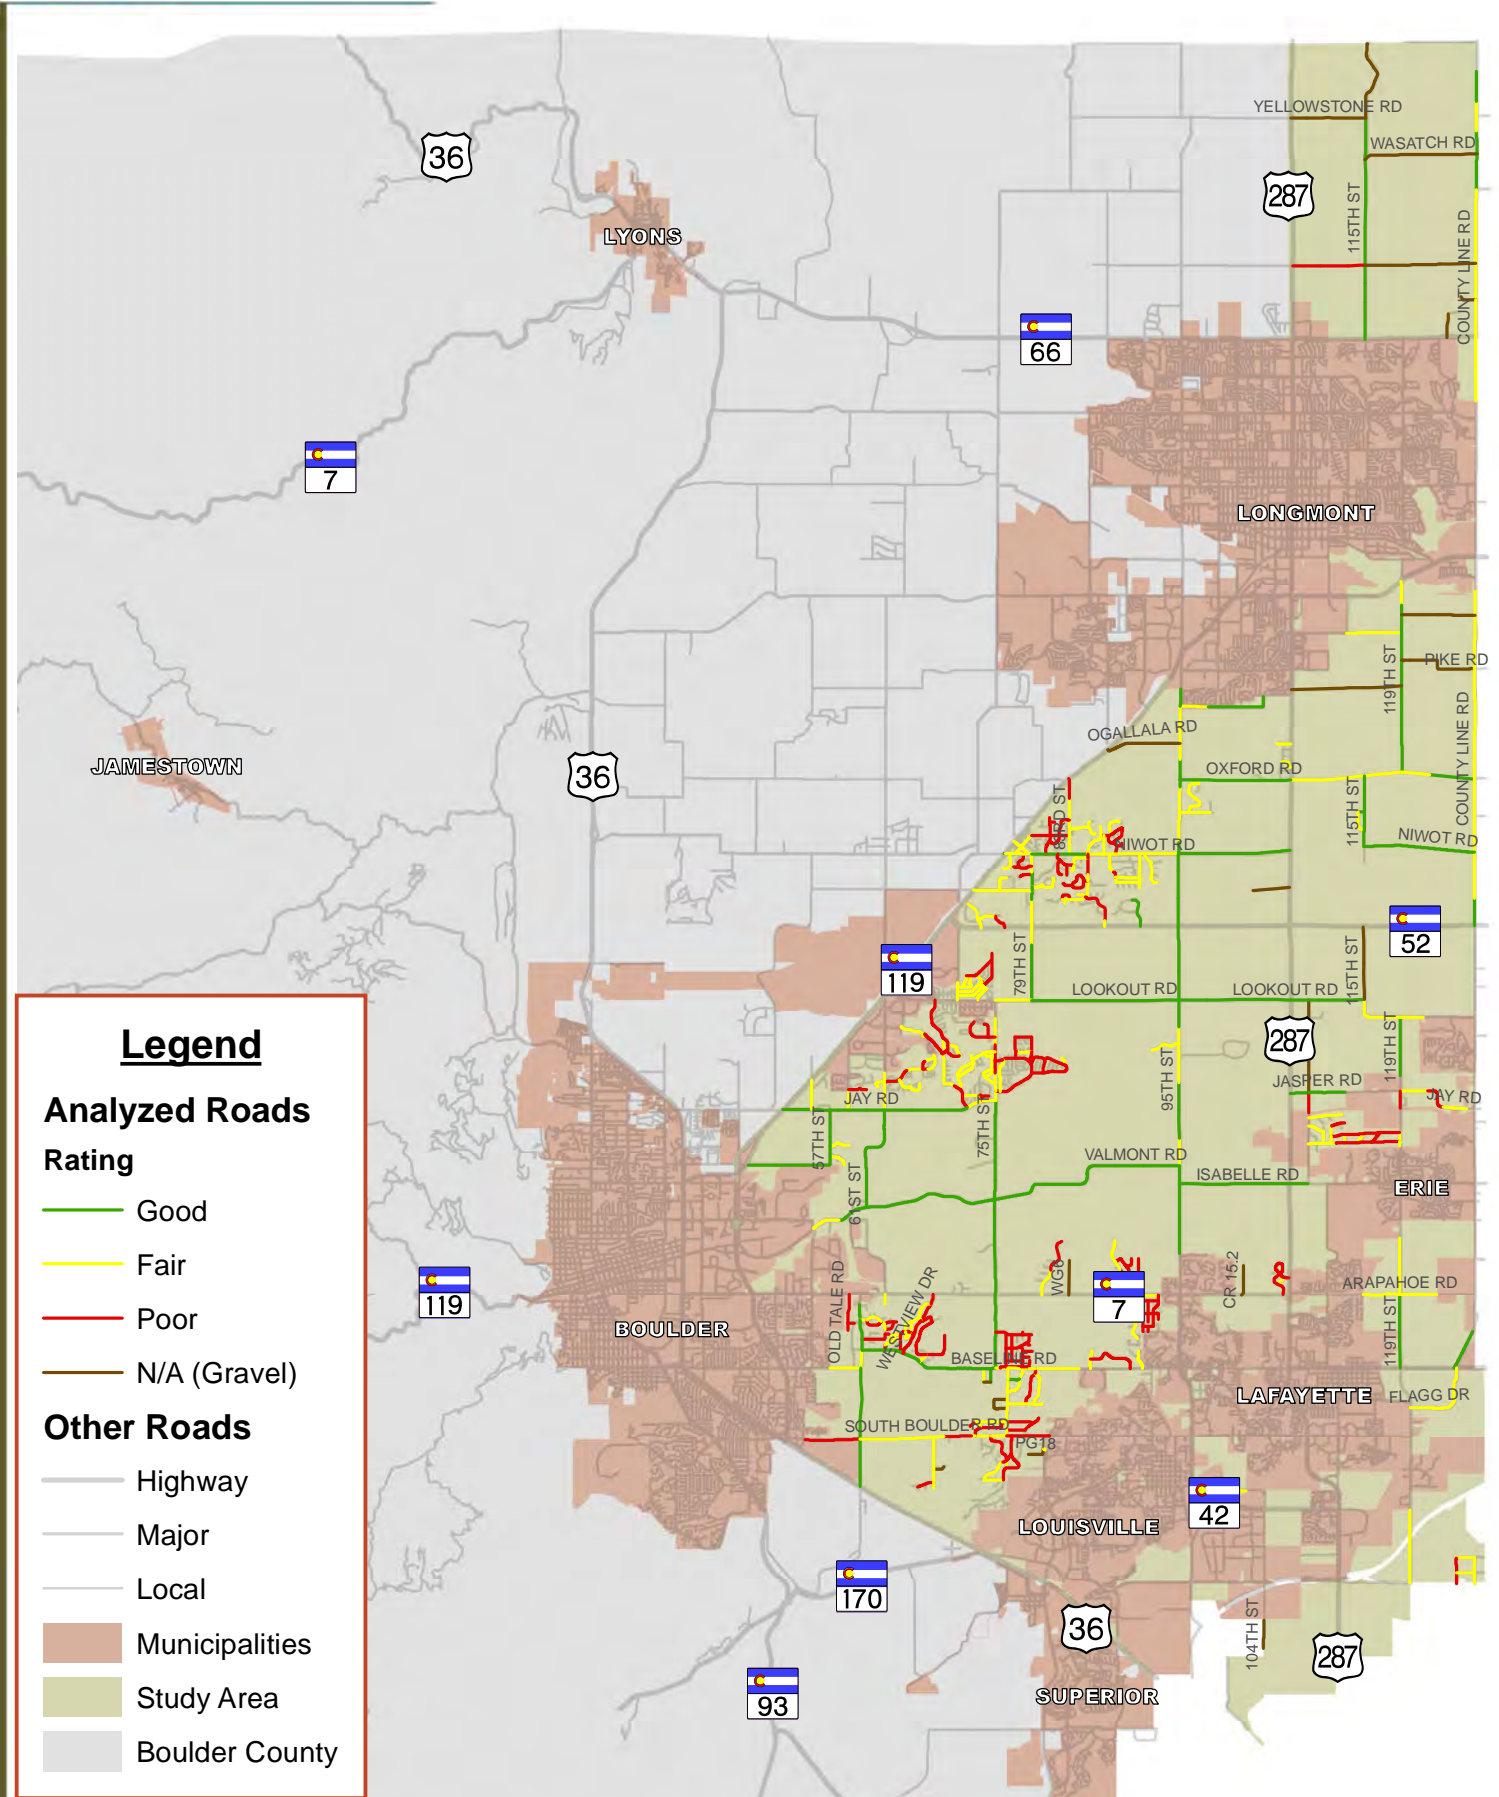 YELLOWSTONE RD
WASATCH RD
36
287
115TH ST
LYONS
COUNTY LINE RD
66
7
LONGMONT
PIKE RD
119TH ST
OGALLALA RD
COUNTY LINE RD
JAMESTOWN
36
OXFORD RD
83RD ST
115TH ST
NIWOT RD
NIWOT RD
52
119
79TH ST
115TH ST
LOOKOUT RD
LOOKOUT RD
287
119TH ST
95TH ST
JASPER RD
JAY RD
JAY RD
57TH ST
75TH ST
VALMONT RD
ISABELLE RD
61ST ST
ERIE
OLD TALE RD
WESTVIEW DR
WG6
CR 15.2
ARAPAHOE RD
7
119
BOULDER
119TH ST
BASELINE RD
LAFAYETTE
FLAGG DR
SOUTH BOULDER RD
PG18
42
LOUISVILLE
170
36
104TH ST
287
93
SUPERIOR
Legend
Analyzed Roads
Rating
Good
Fair
Poor
N/A (Gravel)
Other Roads
Highway
Major
Local
Municipalities
Study Area
Boulder County